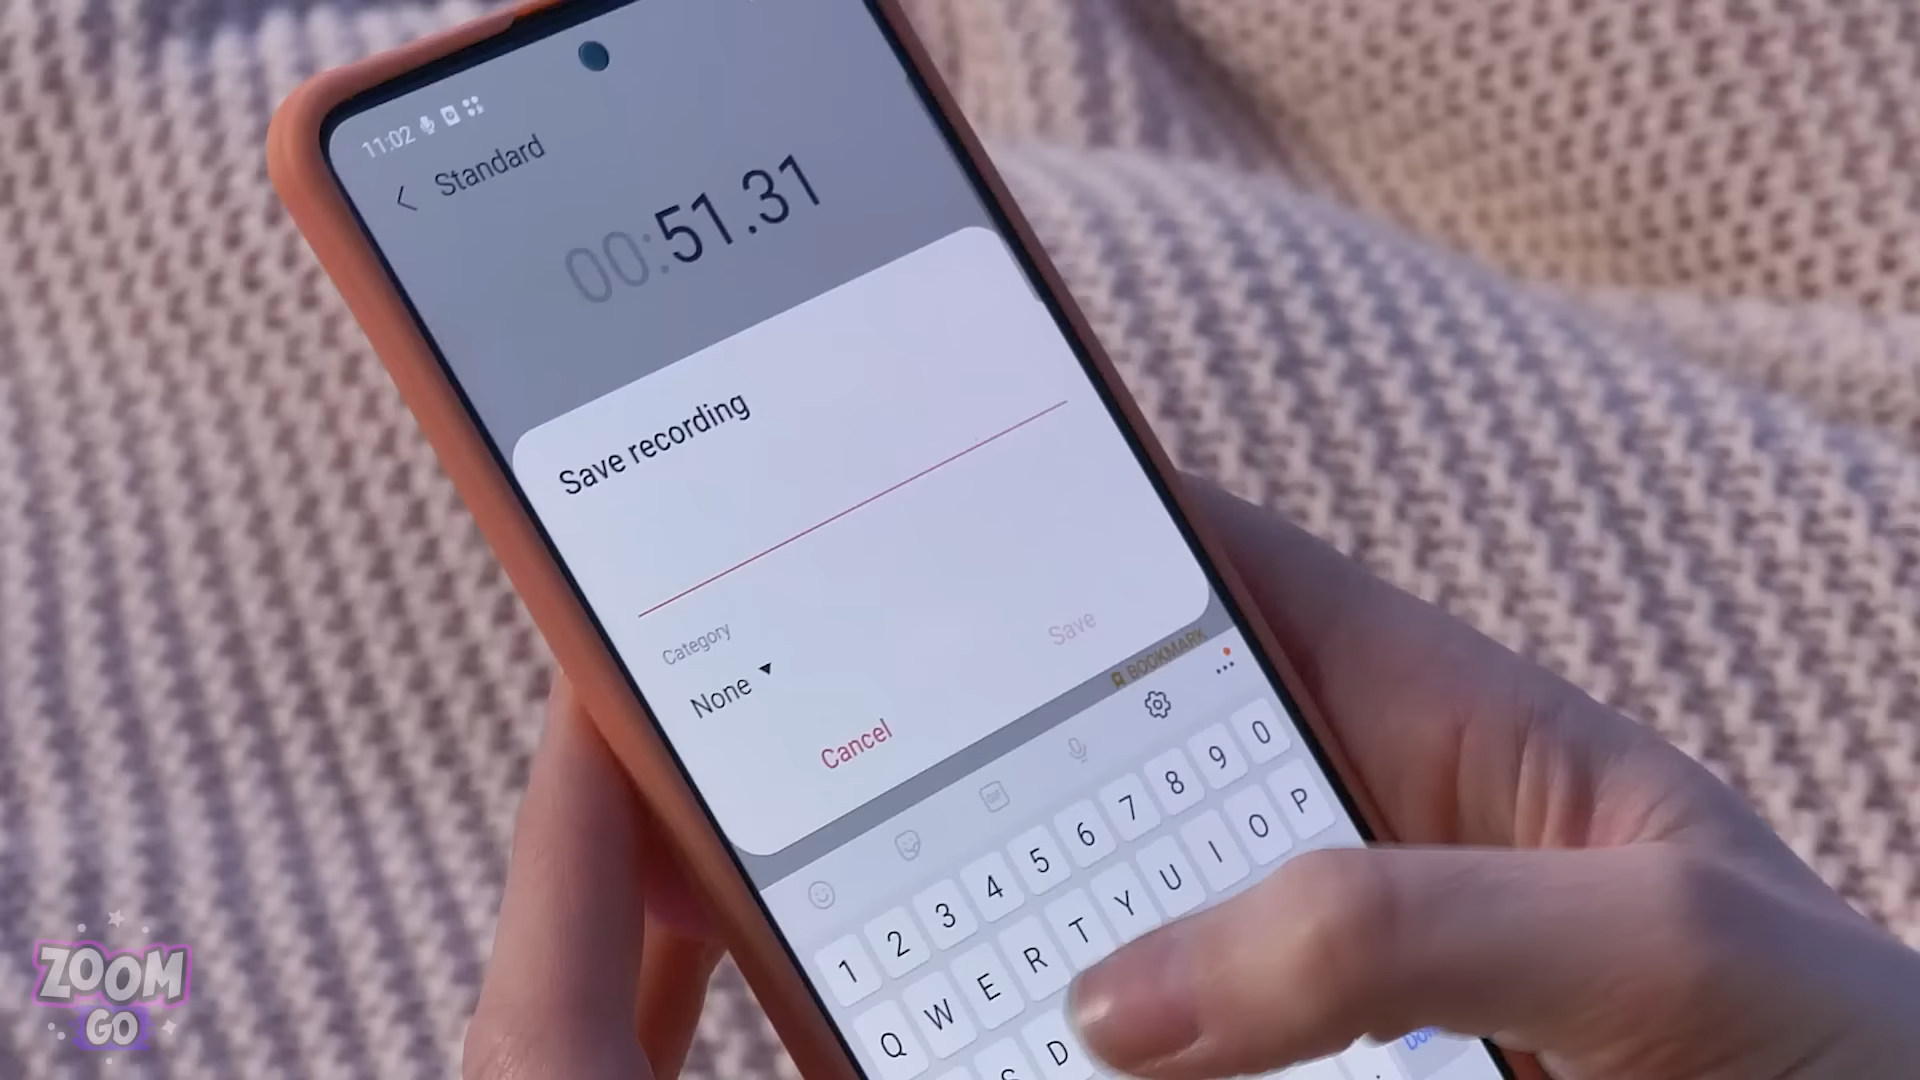 11:02
Standard
00:51.31
Save recording
Category
None
Cancel
Save
BOOKMARK
GIF
1 2 3 4 5 6 7 8 9 0
Q W E R T Y U I O P
S D
ZOOM
GO